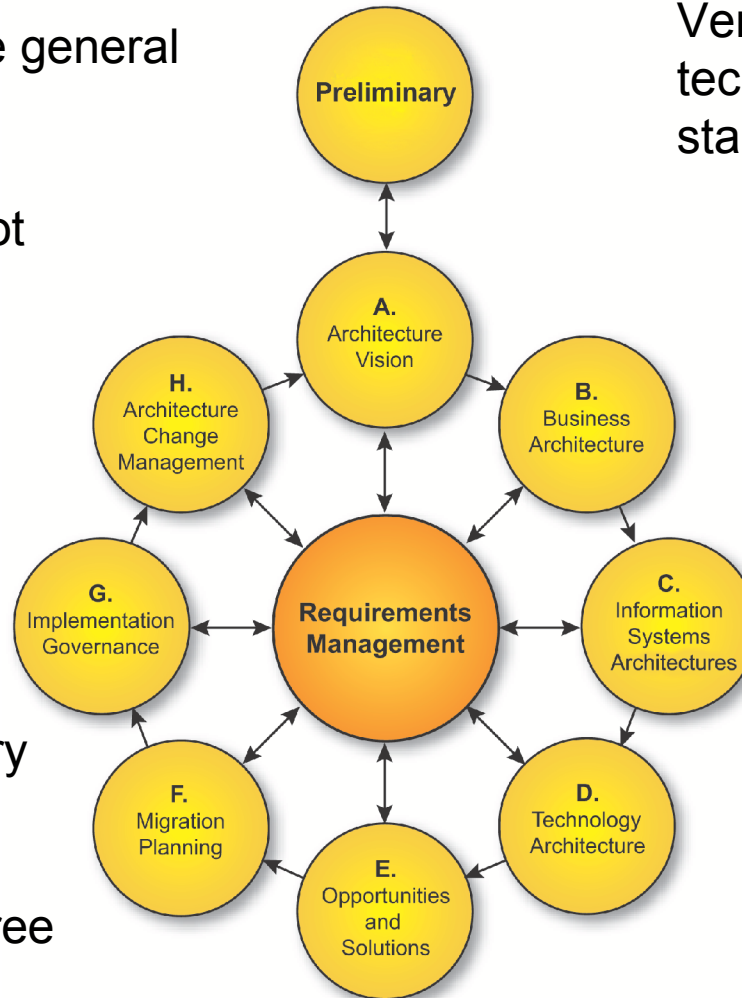 e general
ot
ry
ree
Ver
tec
sta
Preliminary
A.
Architecture
Vision
B.
Business
Architecture
C.
Information
Systems
Architectures
D.
Technology
Architecture
E.
Opportunities
and
Solutions
F.
Migration
Planning
G.
Implementation
Governance
H.
Architecture
Change
Management
Requirements
Management